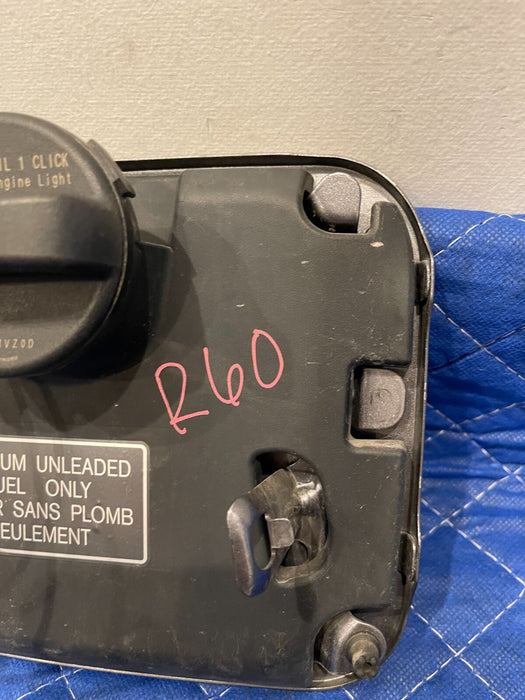 1 CLICK
Engine Light
R60
UM UNLEADED
UEL ONLY
R SANS PLOMB
EULEMENT